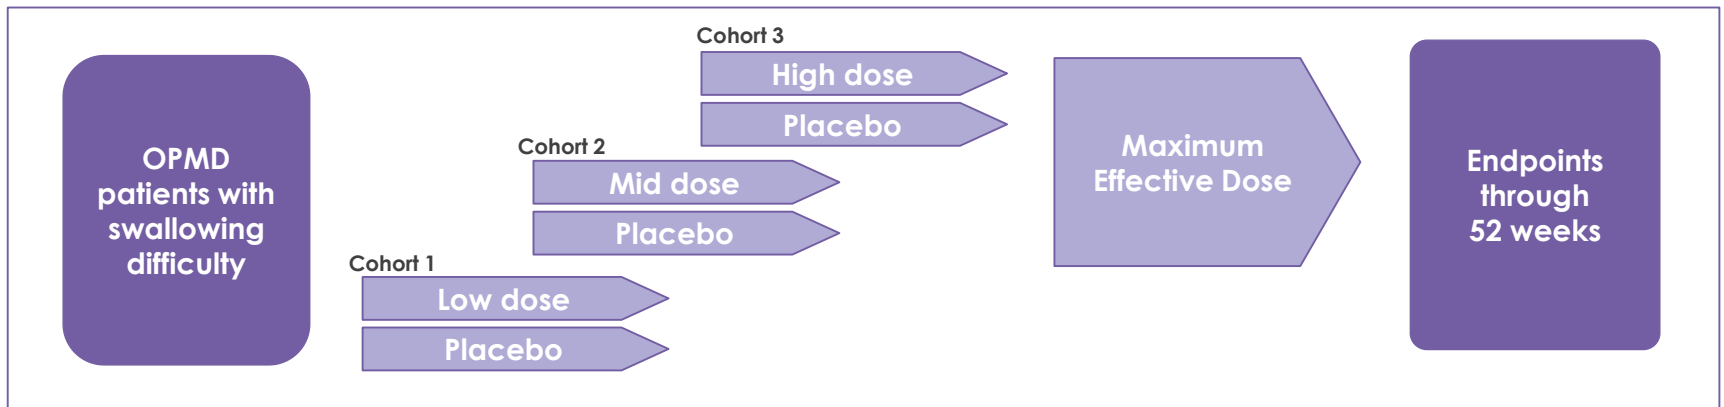 OPMD
patients with
swallowing
difficulty
Cohort 1
Low dose
Placebo
Cohort 2
Mid dose
Placebo
Cohort 3
High dose
Placebo
Maximum
Effective Dose
Endpoints
through
52 weeks